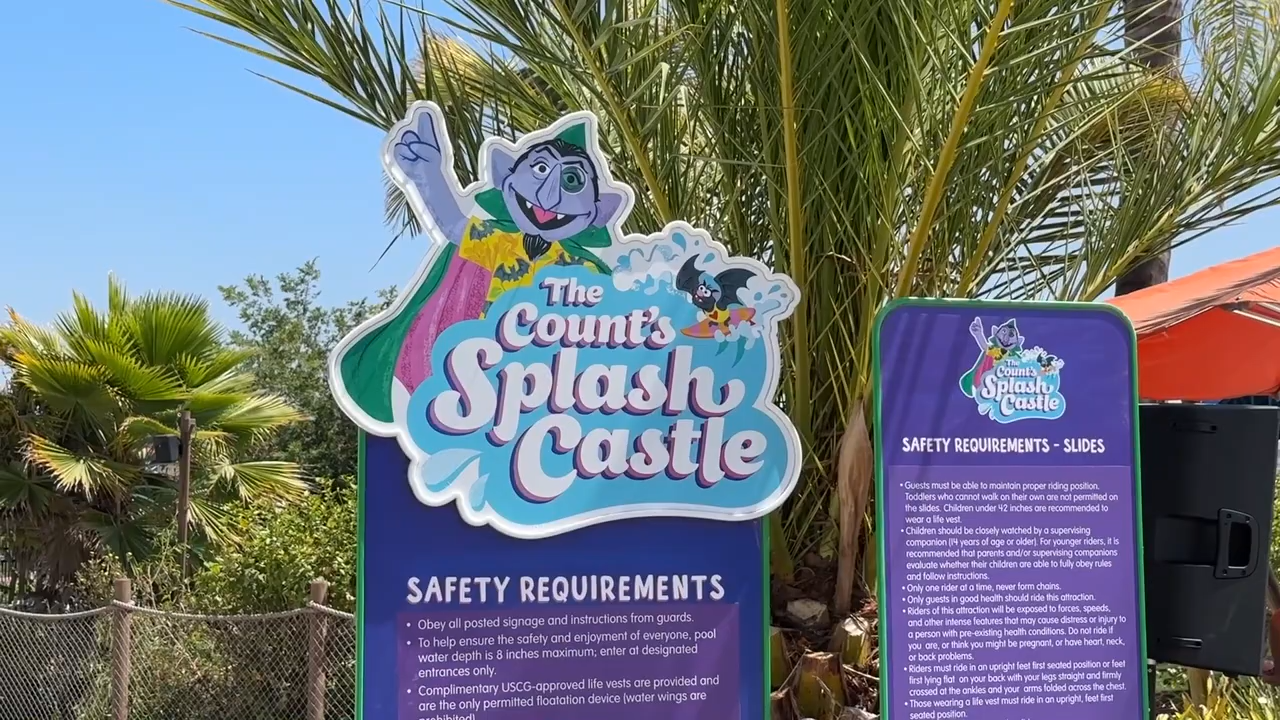 The
Count's
Splash
Castle
SAFETY REQUIREMENTS
• Obey all posted signage and instructions from guards.
• To help ensure the safety and enjoyment of everyone, pool
water depth is 8 inches maximum; enter at designated
entrances only.
• Complimentary USCG-approved life vests are provided and
are the only permitted floatation device (water wings are
prohibited)
The
Count's
Splash
Castle
SAFETY REQUIREMENTS - SLIDES
• Guests must be able to maintain proper riding position.
Toddlers who cannot walk on their own are not permitted on
the slides. Children under 42 inches are recommended to
wear a life vest.
• Children should be closely watched by a supervising
companion (14 years of age or older). For younger riders, it is
recommended that parents and/or supervising companions
evaluate whether their children are able to fully obey rules
and follow instructions.
• Only one rider at a time, never form chains.
• Only guests in good health should ride this attraction.
• Riders of this attraction will be exposed to forces, speeds,
and other intense features that may cause distress or injury to
a person with pre-existing health conditions. Do not ride if
you are, or think you might be pregnant, or have heart, neck,
or back problems.
• Riders must ride in an upright feet first seated position or feet
first lying flat on your back with your legs straight and firmly
crossed at the ankles and your arms folded across the chest.
• Those wearing a life vest must ride in an upright, feet first
seated position.